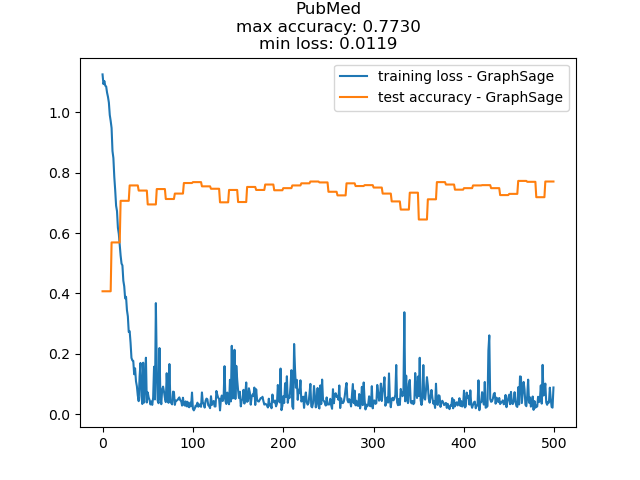 PubMed
max accuracy: 0.7730
min loss: 0.0119
training loss - GraphSage
test accuracy - GraphSage
1.0
0.8
0.6
0.4
0.2
0.0
0 100 200 300 400 500